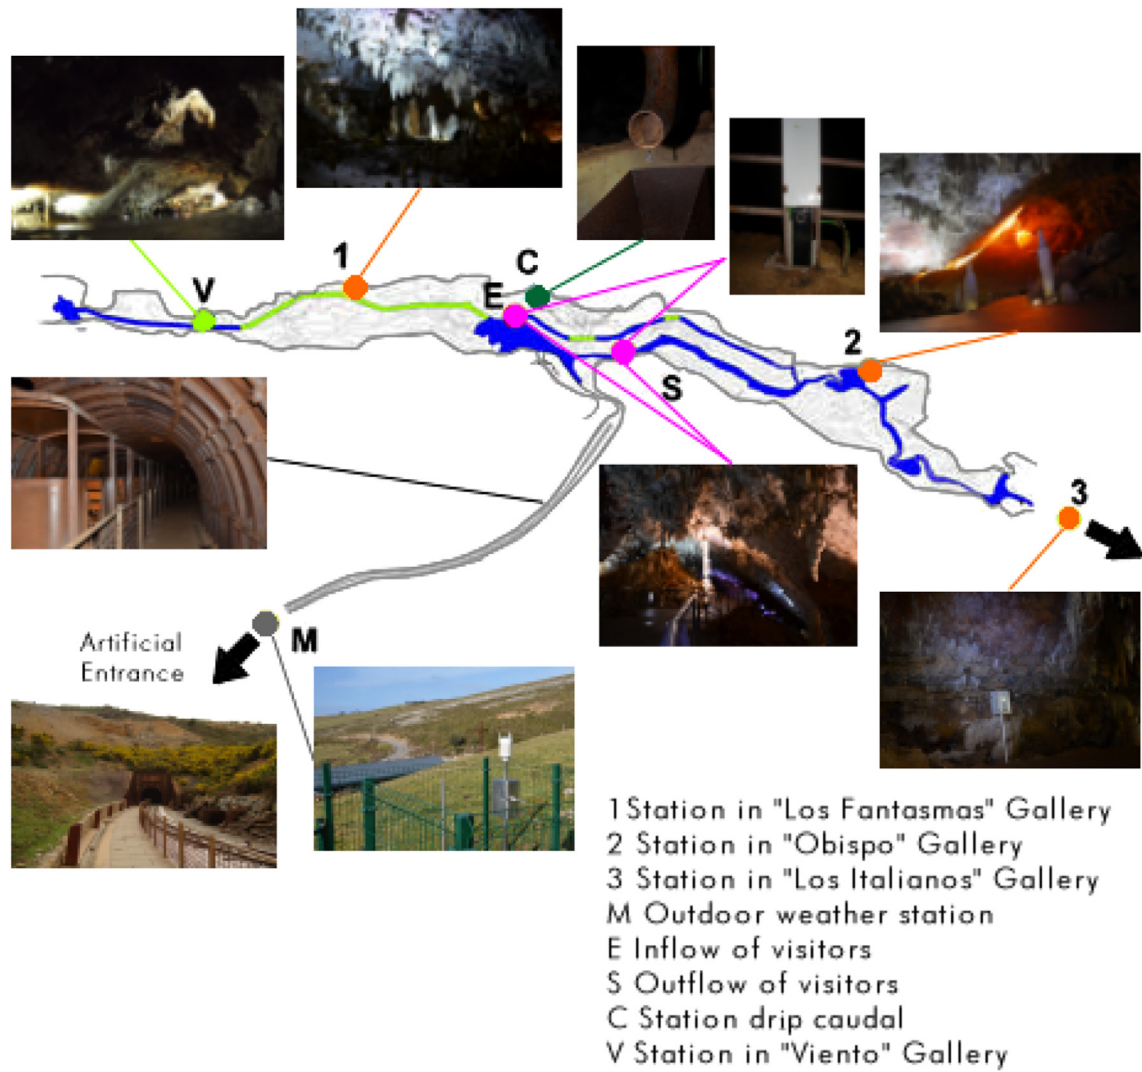 1
C
V
E
2
S
3
M
Artificial
Entrance
1 Station in "Los Fantasmas" Gallery
2 Station in "Obispo" Gallery
3 Station in "Los Italianos" Gallery
M Outdoor weather station
E Inflow of visitors
S Outflow of visitors
C Station drip caudal
V Station in "Viento" Gallery